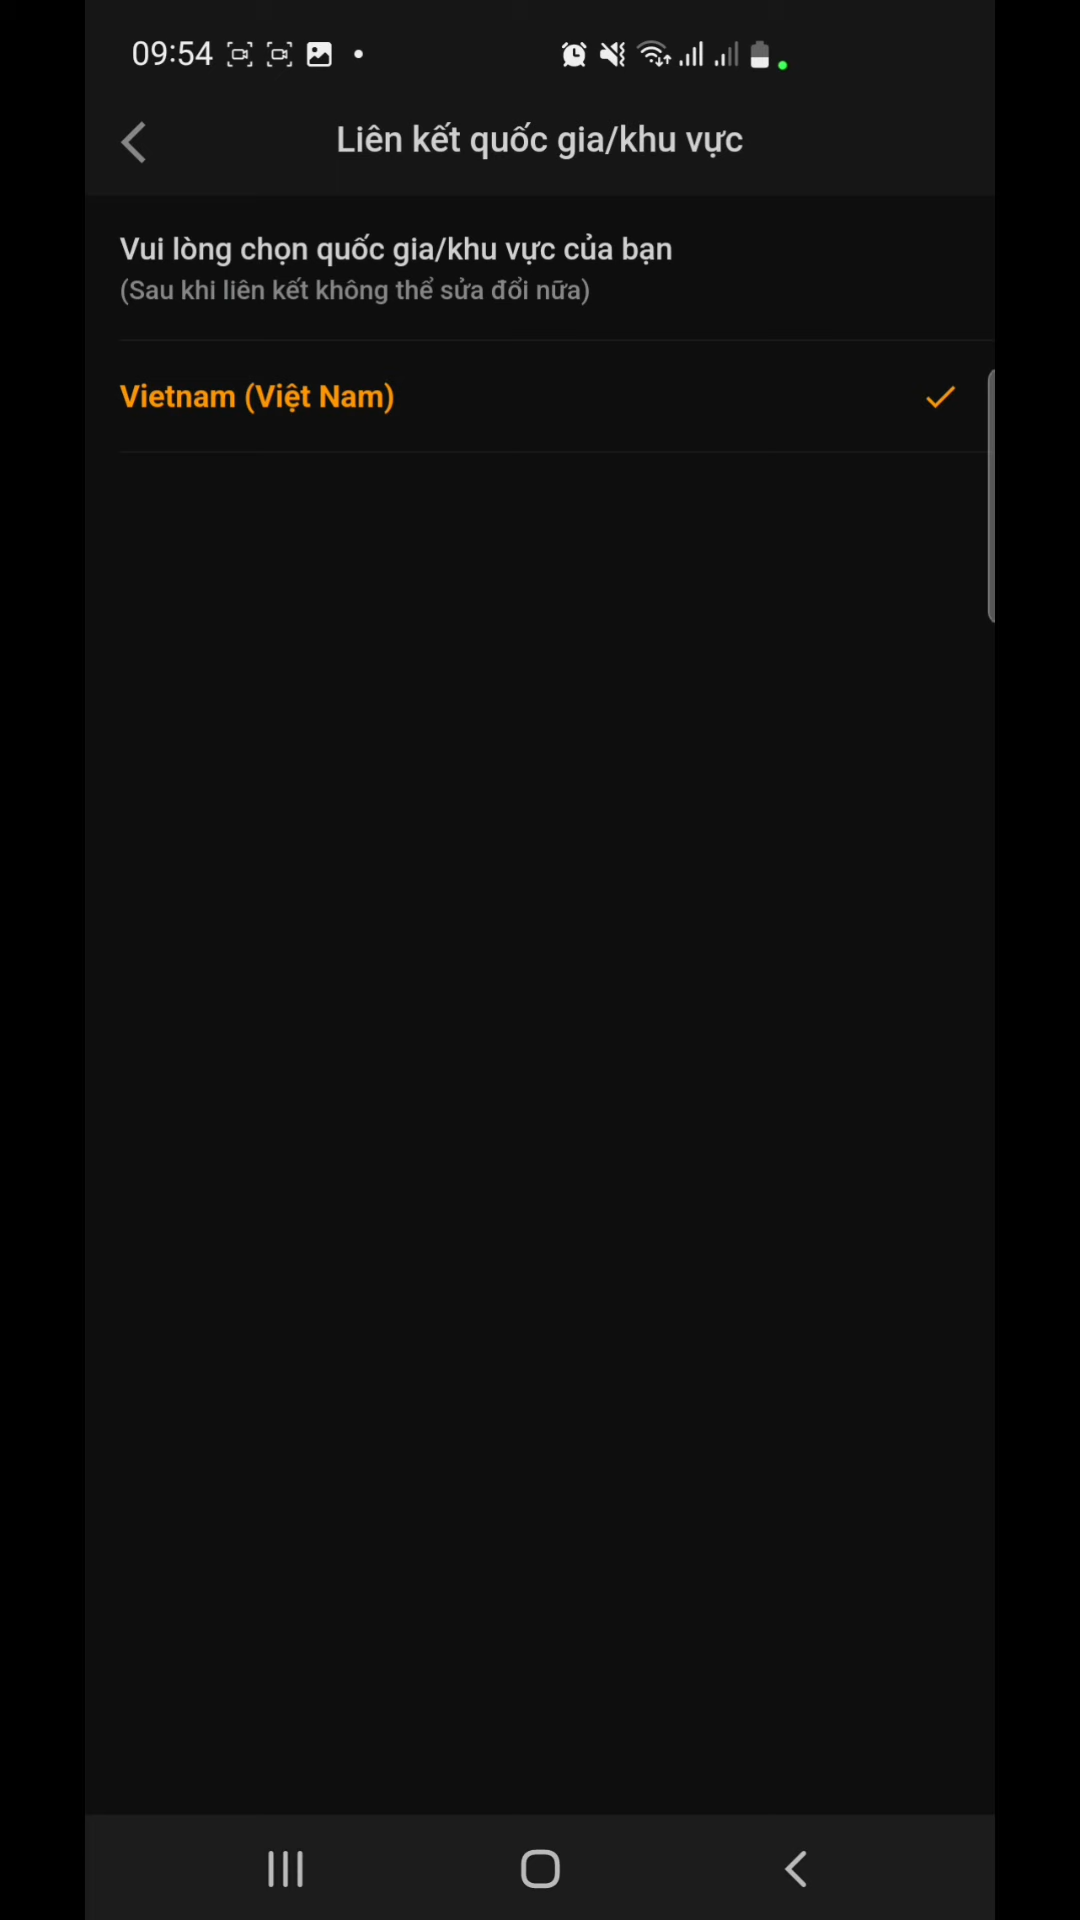 09:54
Liên kết quốc gia/khu vực
Vui lòng chọn quốc gia/khu vực của bạn
(Sau khi liên kết không thể sửa đổi nữa)
Vietnam (Việt Nam)